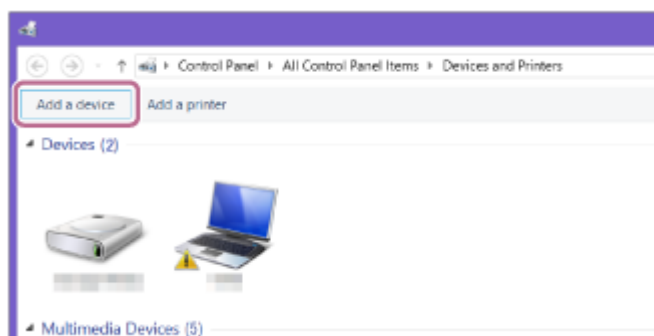 Control Panel ▸ All Control Panel Items ▸ Devices and Printers
Add a device Add a printer
Devices (2)
Multimedia Devices (5)